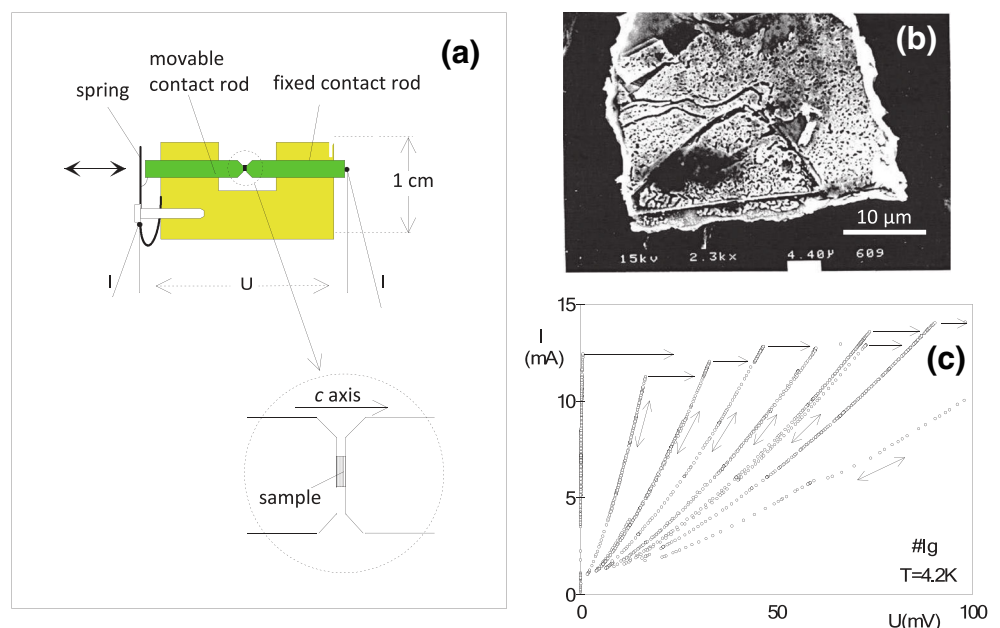 (a)
movable
contact rod
fixed contact rod
spring
1 cm
I
U
I
c axis
sample
(b)
10 µm
15kv 2.3kx 4.40µ 609
15
I
(mA)
(c)
10
5
#Ig
T=4.2K
0
0
50
100
U(mV)